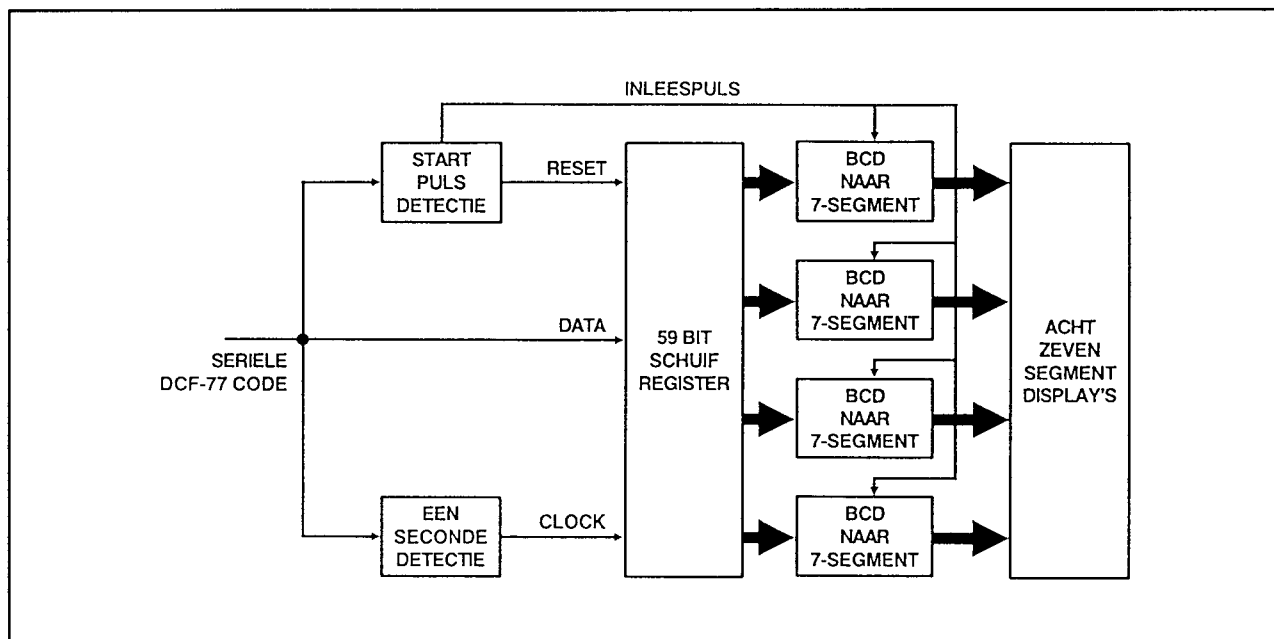 INLEESPULS
START
PULS
DETECTIE
RESET
BCD
NAAR
7-SEGMENT
BCD
NAAR
7-SEGMENT
DATA
SERIELE
DCF-77 CODE
59 BIT
SCHUIF
REGISTER
ACHT
ZEVEN
SEGMENT
DISPLAY'S
BCD
NAAR
7-SEGMENT
EEN
SECONDE
DETECTIE
CLOCK
BCD
NAAR
7-SEGMENT